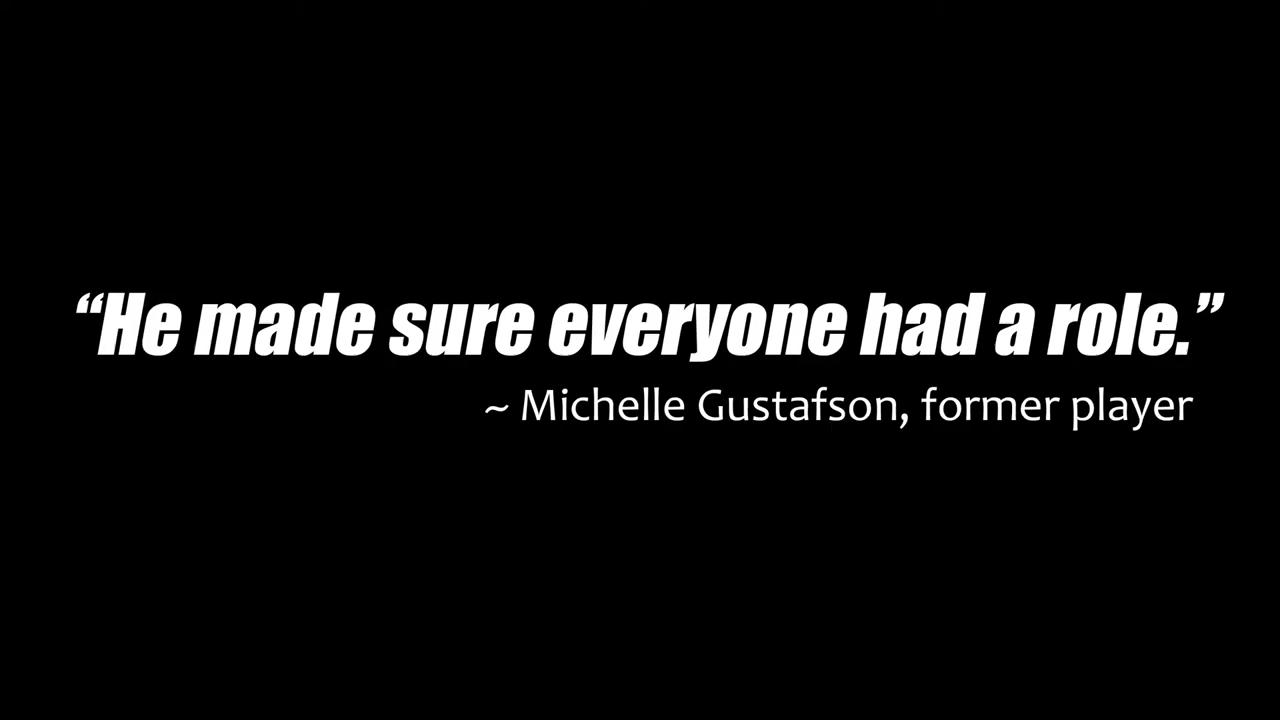 “He made sure everyone had a role.”
~ Michelle Gustafson, former player